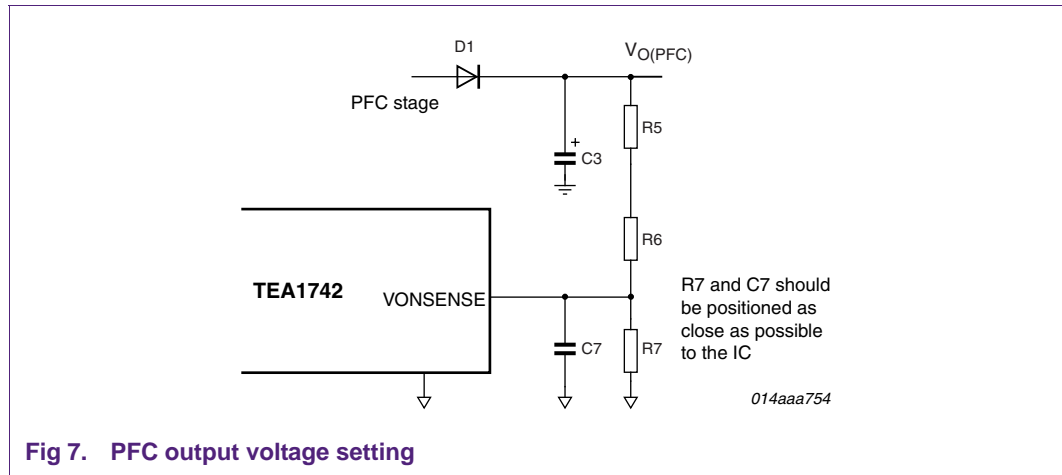 D1
V_O(PFC)
PFC stage
R5
+
C3
R6
TEA1742
VONSENSE
R7 and C7 should
be positioned as
close as possible
to the IC
C7
R7
014aaa754
Fig 7. PFC output voltage setting